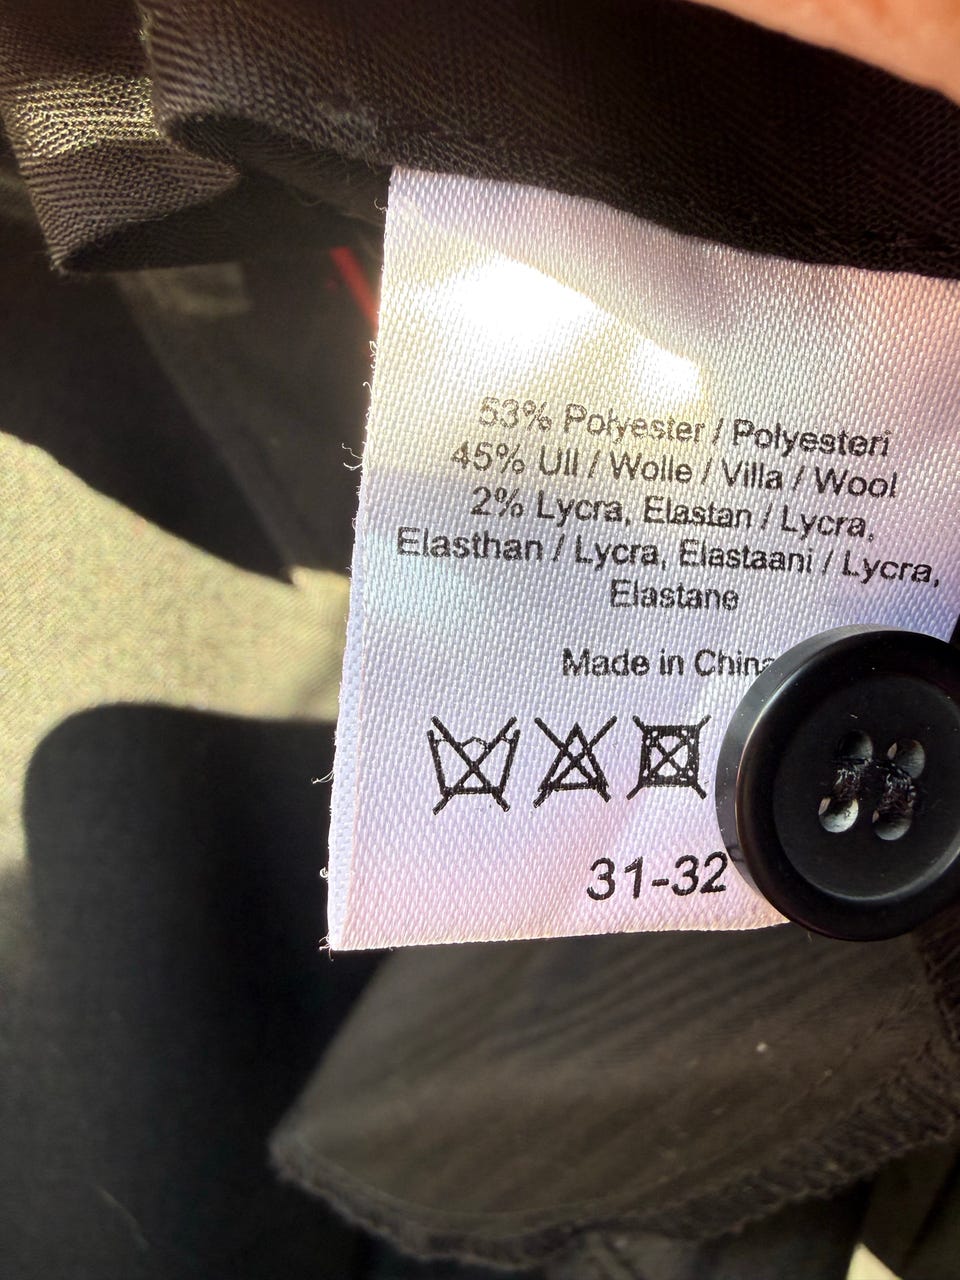 53% Polyester / Polyesteri
45% Ull / Wolle / Villa / Wool
2% Lycra, Elastan / Lycra,
Elasthan / Lycra, Elastaani / Lycra,
Elastane
Made in China
31-32